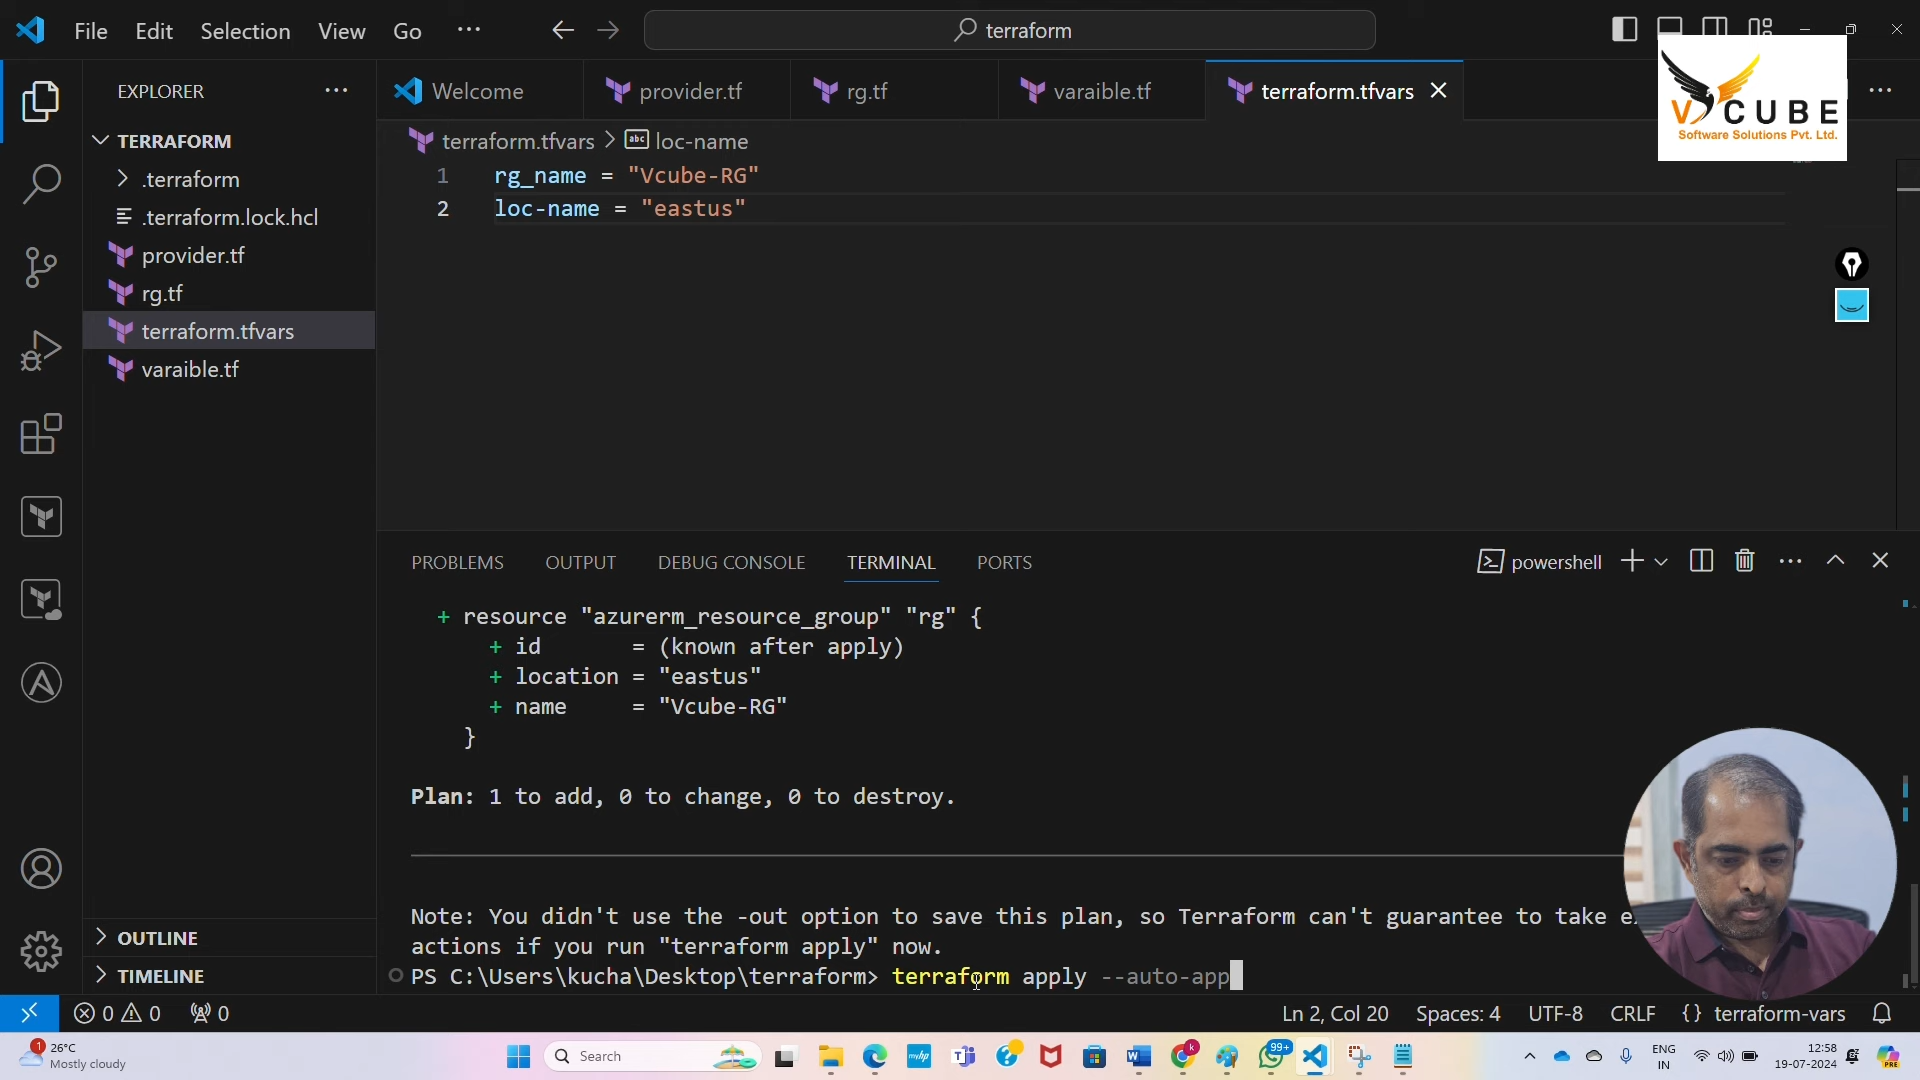 File Edit Selection View Go ··· terraform
EXPLORER ···
Welcome provider.tf rg.tf varaible.tf terraform.tfvars ···
VCUBE
Software Solutions Pvt. Ltd.
TERRAFORM
.terraform
.terraform.lock.hcl
provider.tf
rg.tf
terraform.tfvars
varaible.tf
OUTLINE
TIMELINE
terraform.tfvars > abc loc-name
1 rg_name = "Vcube-RG"
2 loc-name = "eastus"
PROBLEMS OUTPUT DEBUG CONSOLE TERMINAL PORTS powershell
+ resource "azurerm_resource_group" "rg" {
+ id = (known after apply)
+ location = "eastus"
+ name = "Vcube-RG"
}
Plan: 1 to add, 0 to change, 0 to destroy.
Note: You didn't use the -out option to save this plan, so Terraform can't guarantee to take e
actions if you run "terraform apply" now.
PS C:\Users\kucha\Desktop\terraform> terraform apply --auto-app
0 0 0 Ln 2, Col 20 Spaces: 4 UTF-8 CRLF {} terraform-vars
1 26°C
Mostly cloudy
Search
myhp
k
99+
ENG
IN
12:58
19-07-2024
PRE